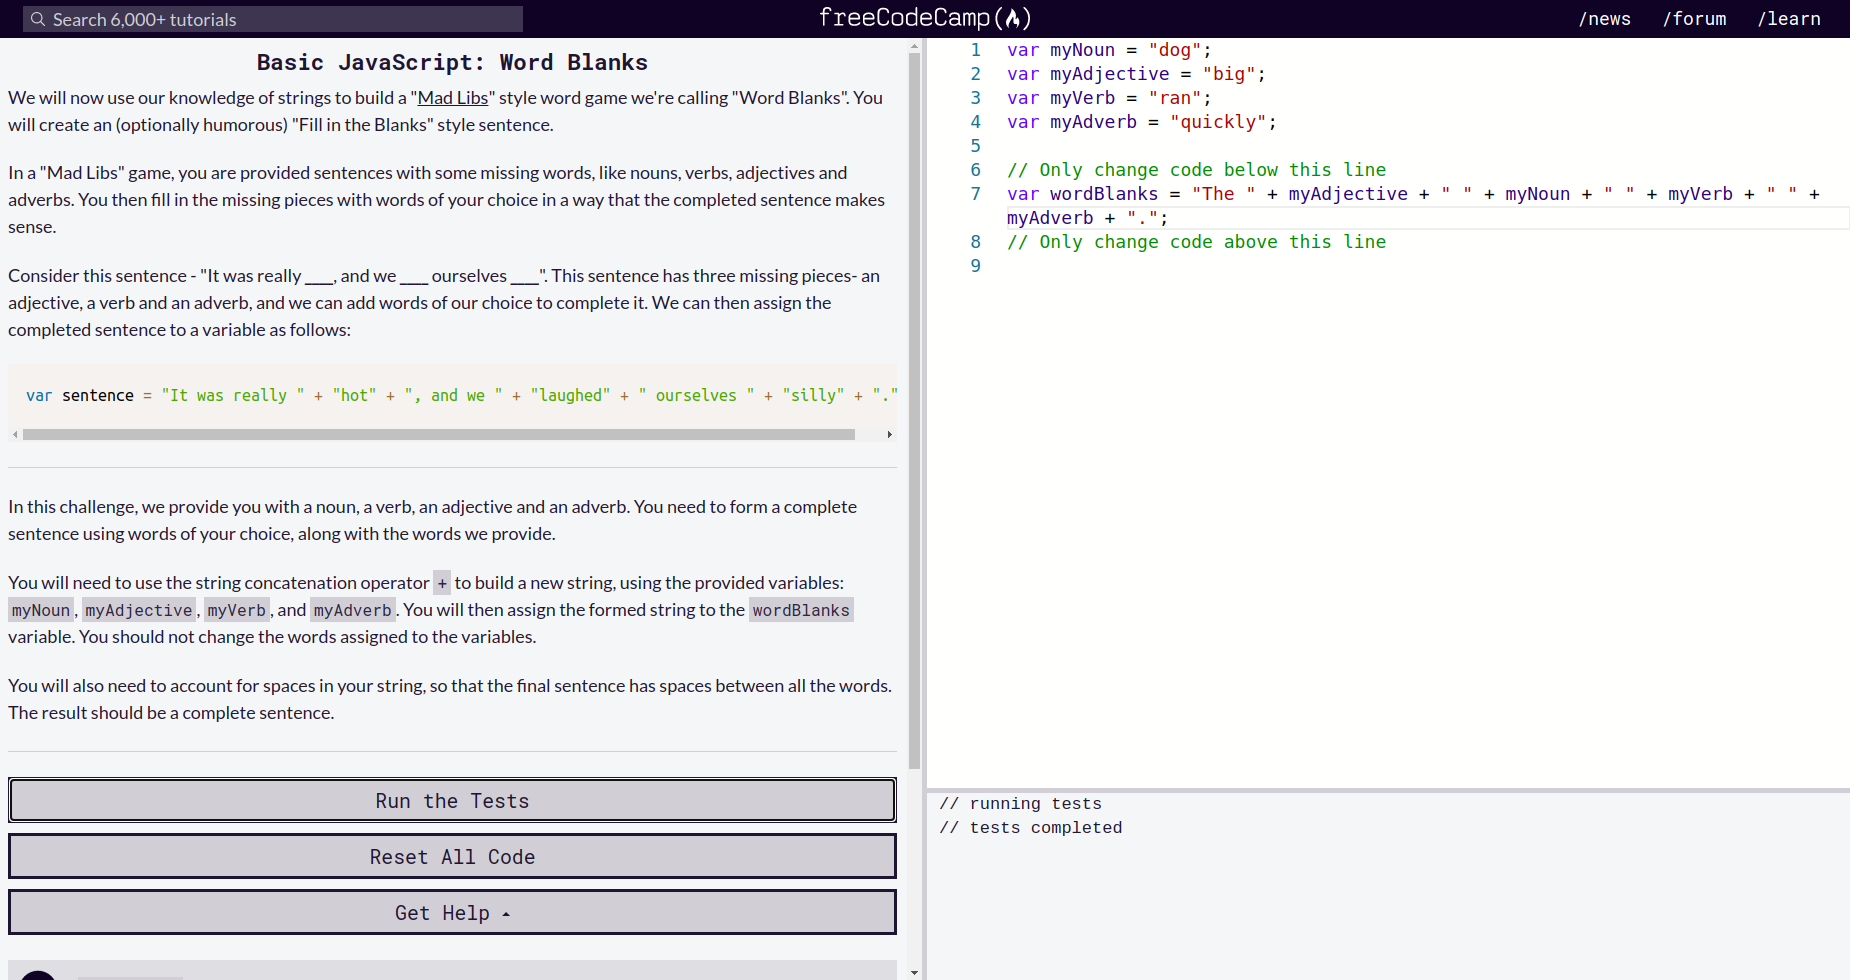 Search 6,000+ tutorials
freeCodeCamp(🔥)
/news /forum /learn
Basic JavaScript: Word Blanks
We will now use our knowledge of strings to build a "Mad Libs" style word game we're calling "Word Blanks". You
will create an (optionally humorous) "Fill in the Blanks" style sentence.
In a "Mad Libs" game, you are provided sentences with some missing words, like nouns, verbs, adjectives and
adverbs. You then fill in the missing pieces with words of your choice in a way that the completed sentence makes
sense.
Consider this sentence - "It was really ____, and we ____ ourselves ____". This sentence has three missing pieces- an
adjective, a verb and an adverb, and we can add words of our choice to complete it. We can then assign the
completed sentence to a variable as follows:
var sentence = "It was really " + "hot" + ", and we " + "laughed" + " ourselves " + "silly" + "."
In this challenge, we provide you with a noun, a verb, an adjective and an adverb. You need to form a complete
sentence using words of your choice, along with the words we provide.
You will need to use the string concatenation operator + to build a new string, using the provided variables:
myNoun, myAdjective, myVerb, and myAdverb. You will then assign the formed string to the wordBlanks
variable. You should not change the words assigned to the variables.
You will also need to account for spaces in your string, so that the final sentence has spaces between all the words.
The result should be a complete sentence.
Run the Tests
Reset All Code
Get Help
1 var myNoun = "dog";
2 var myAdjective = "big";
3 var myVerb = "ran";
4 var myAdverb = "quickly";
5
6 // Only change code below this line
7 var wordBlanks = "The " + myAdjective + " " + myNoun + " " + myVerb + " " +
myAdverb + ".";
8 // Only change code above this line
9
// running tests
// tests completed